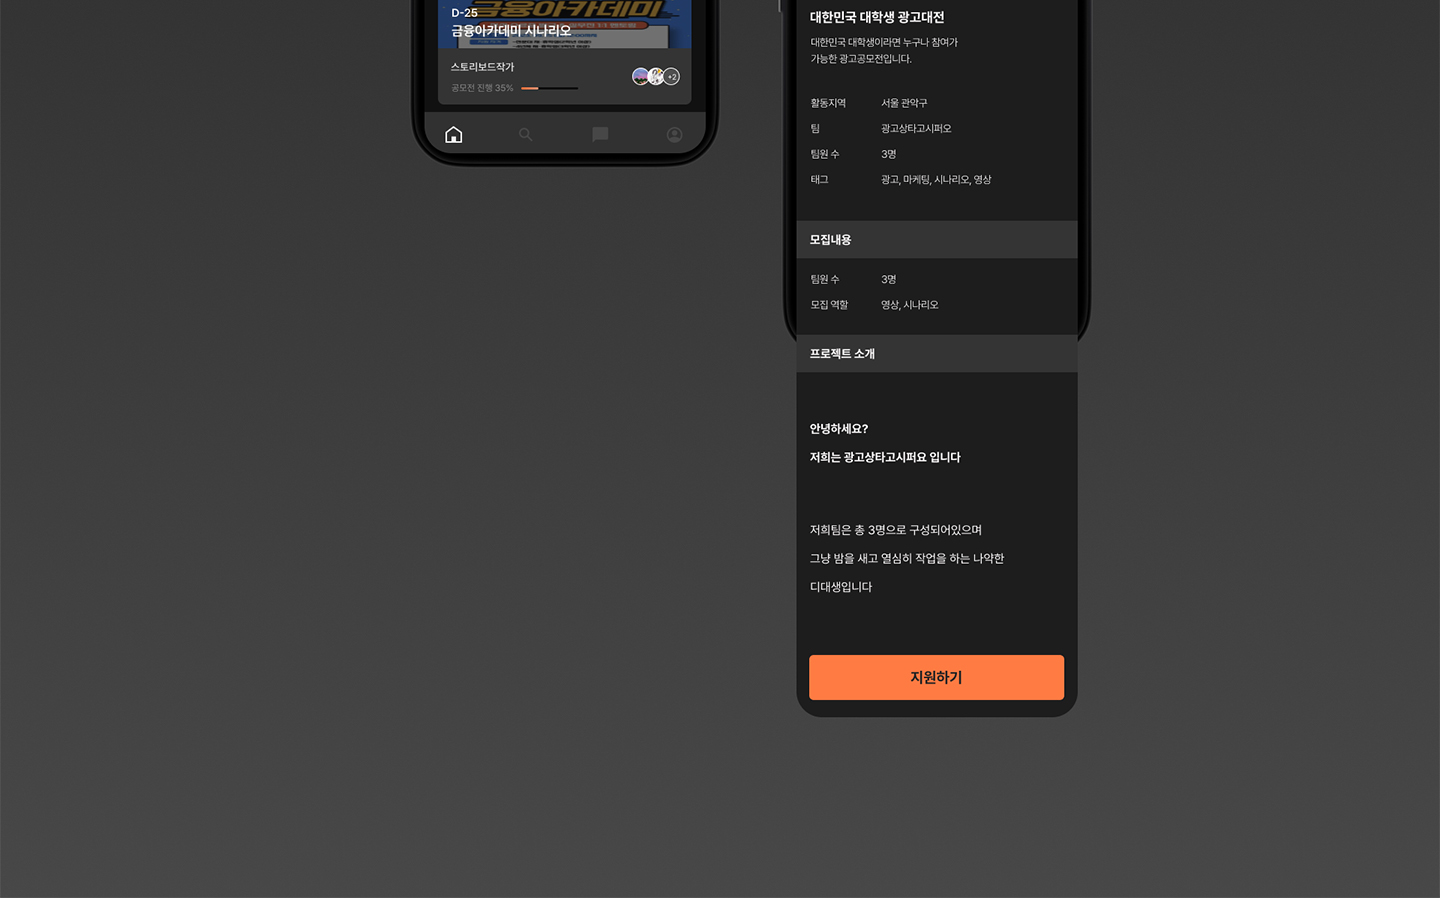 금융아카데미
D-25
금융아카데미 시나리오
스토리보드작가
공모전 진행 35%
+2
대한민국 대학생 광고대전
대한민국 대학생이라면 누구나 참여가
가능한 광고공모전입니다.
활동지역 서울 관악구
팀 광고상타고시퍼오
팀원 수 3명
태그 광고, 마케팅, 시나리오, 영상
모집내용
팀원 수 3명
모집 역할 영상, 시나리오
프로젝트 소개
안녕하세요?
저희는 광고상타고시퍼요 입니다
저희팀은 총 3명으로 구성되어있으며
그냥 밤을 새고 열심히 작업을 하는 나약한
디대생입니다
지원하기